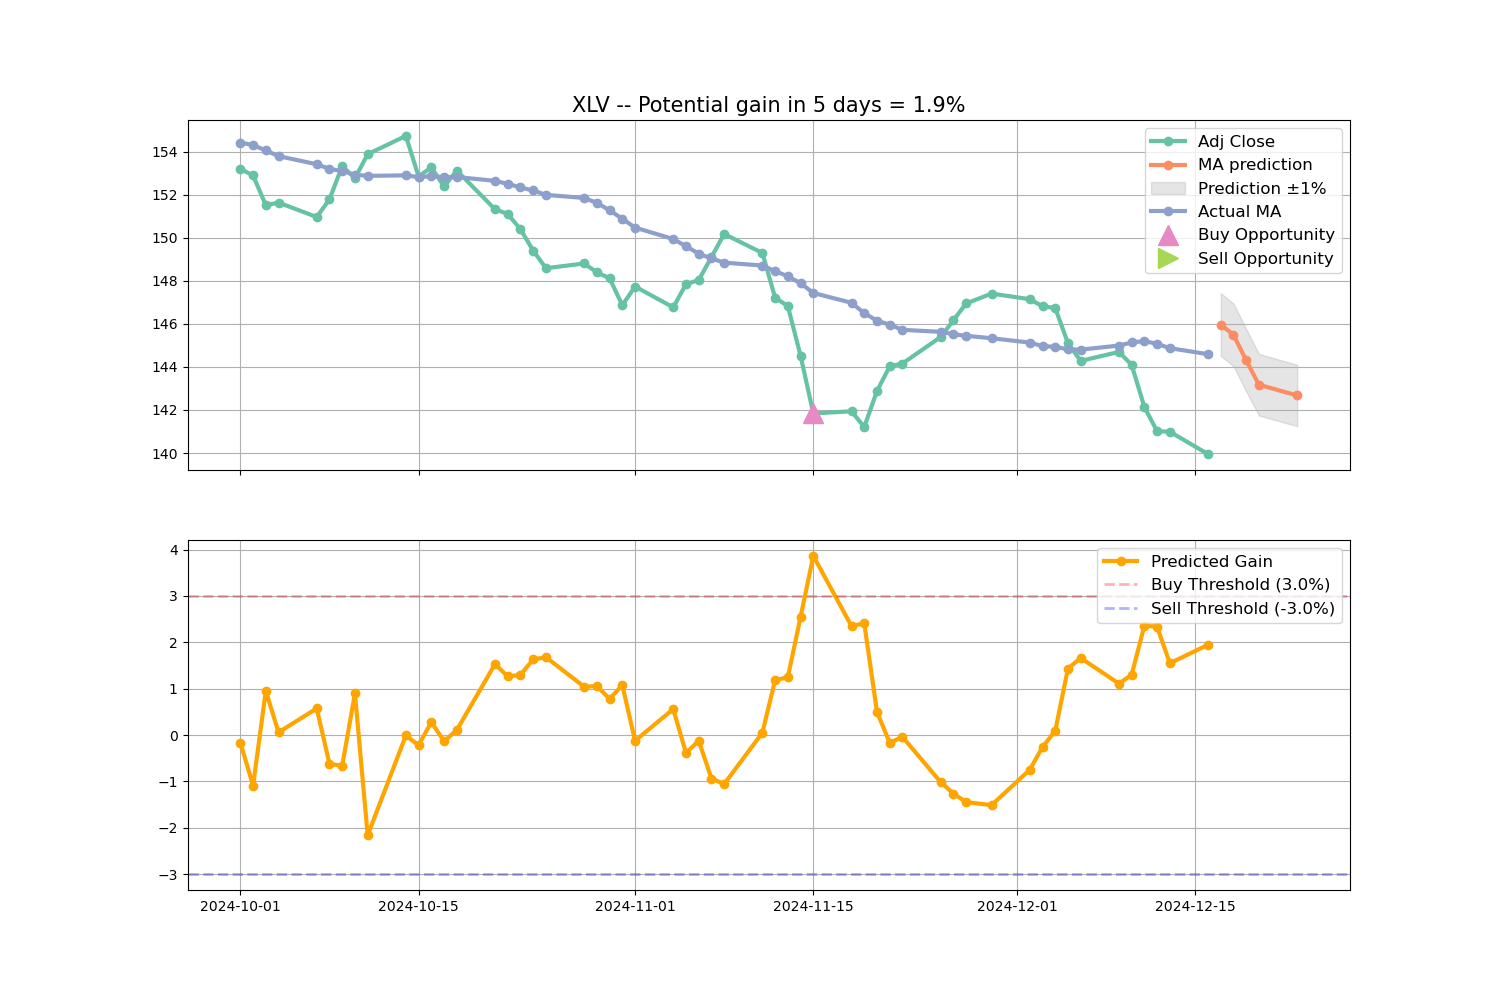 XLV -- Potential gain in 5 days = 1.9%
154
152
150
148
146
144
142
140
Adj Close
MA prediction
Prediction ±1%
Actual MA
Buy Opportunity
Sell Opportunity
4
3
2
1
0
−1
−2
−3
Predicted Gain
Buy Threshold (3.0%)
Sell Threshold (-3.0%)
2024-10-01 2024-10-15 2024-11-01 2024-11-15 2024-12-01 2024-12-15